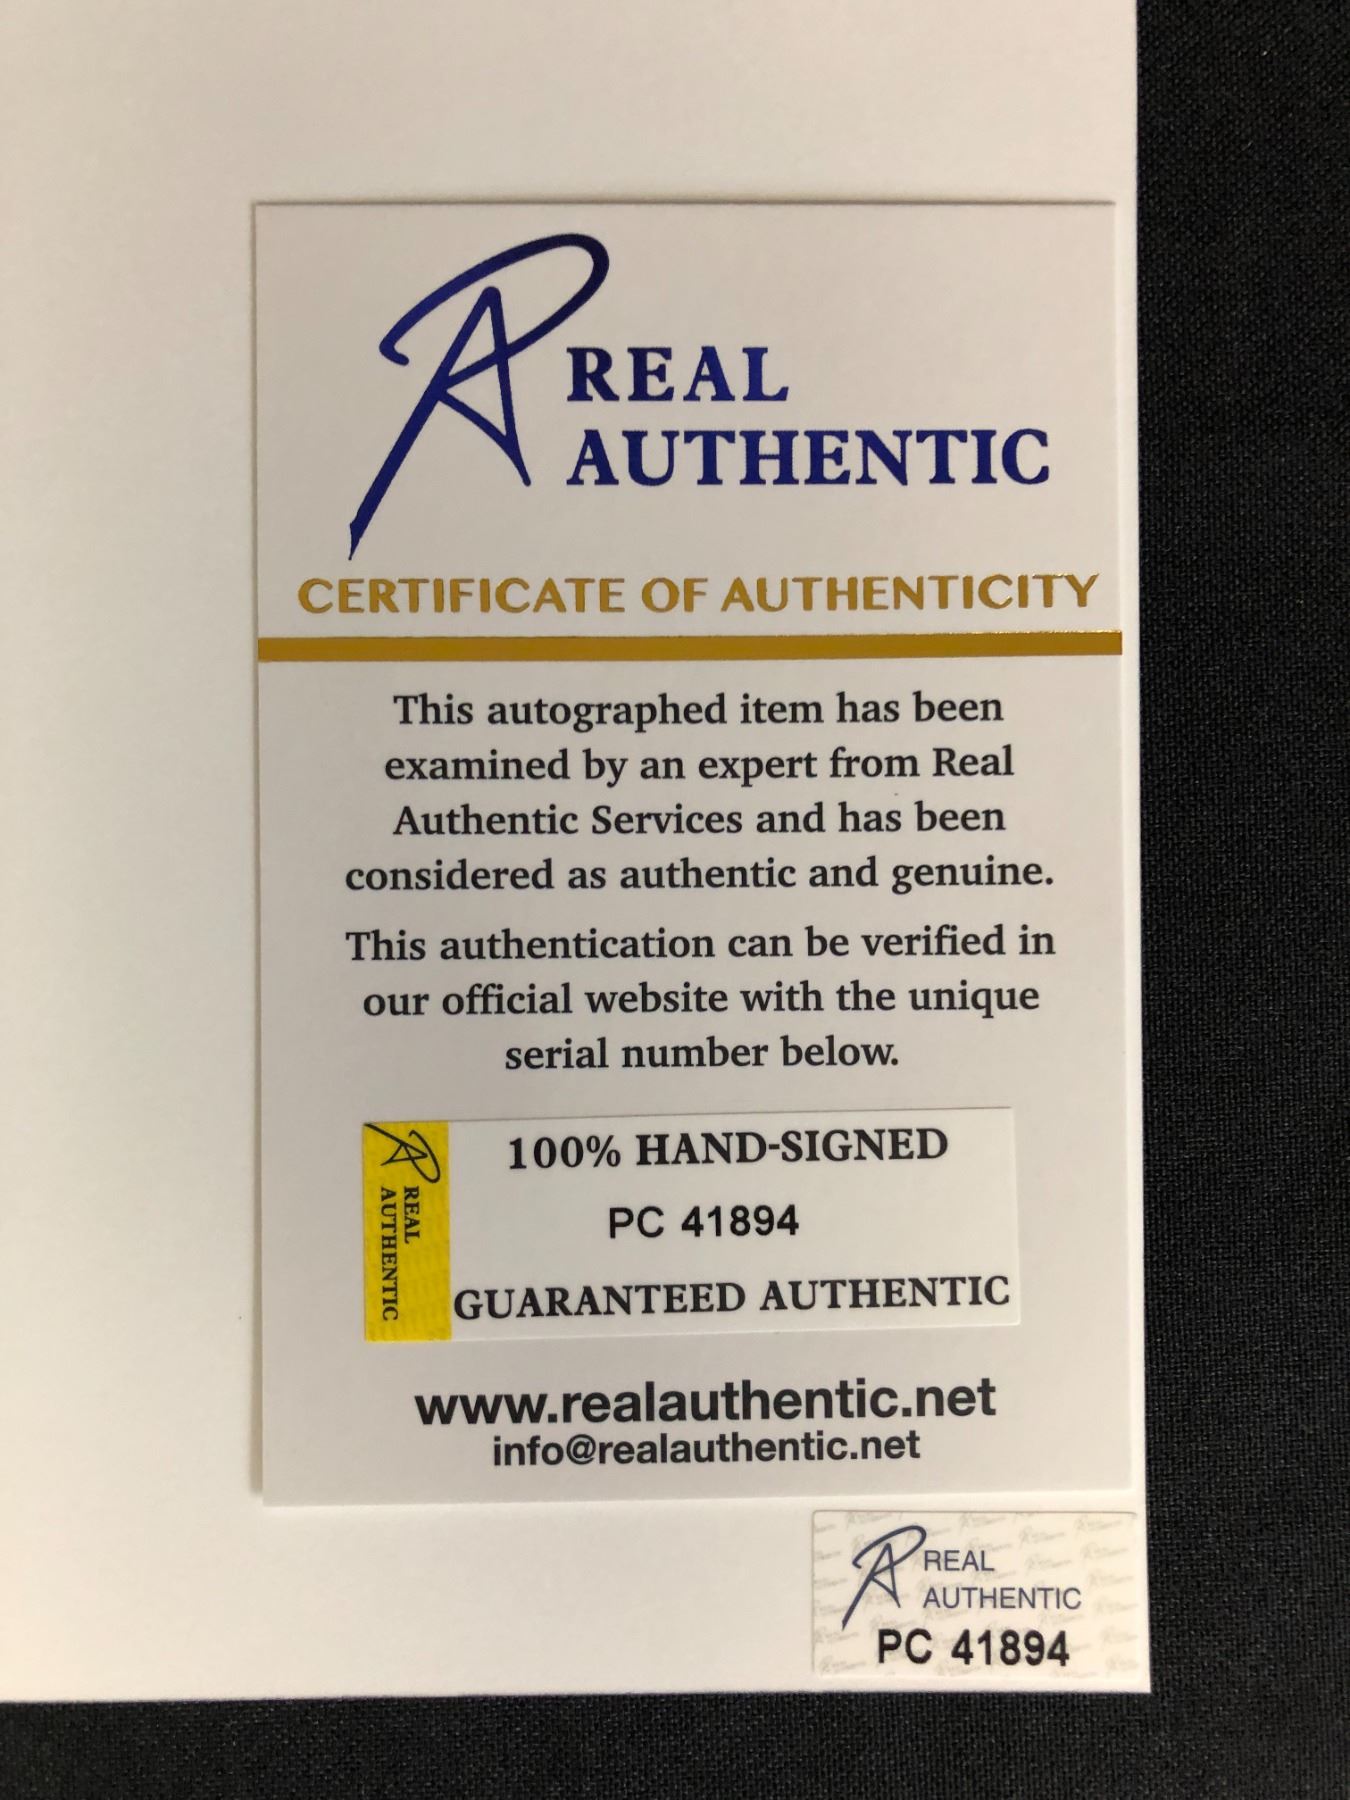 REAL
AUTHENTIC
CERTIFICATE OF AUTHENTICITY
This autographed item has been
examined by an expert from Real
Authentic Services and has been
considered as authentic and genuine.
This authentication can be verified in
our official website with the unique
serial number below.
REAL
AUTHENTIC
100% HAND-SIGNED
PC 41894
GUARANTEED AUTHENTIC
www.realauthentic.net
info@realauthentic.net
REAL
AUTHENTIC
PC 41894